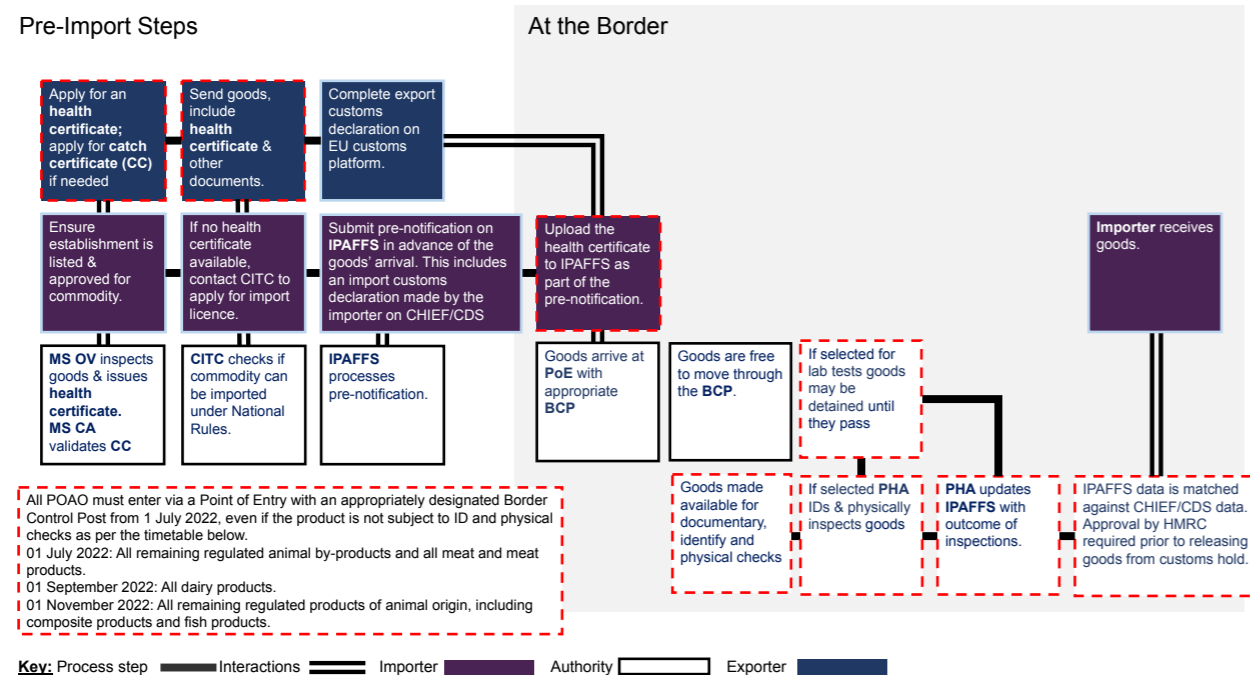 Pre-Import Steps
At the Border
Apply for an
health
certificate;
apply for catch
certificate (CC)
if needed
Send goods,
include
health
certificate &
other
documents.
Complete export
customs
declaration on
EU customs
platform.
Ensure
establishment is
listed &
approved for
commodity.
If no health
certificate
available,
contact CITC to
apply for import
licence.
Submit pre-notification on
IPAFFS in advance of the
goods' arrival. This includes
an import customs
declaration made by the
importer on CHIEF/CDS
Upload the
health certificate
to IPAFFS as
part of the
pre-notification.
Importer receives
goods.
MS OV inspects
goods & issues
health
certificate.
MS CA
validates CC
CITC checks if
commodity can
be imported
under National
Rules.
IPAFFS
processes
pre-notification.
Goods arrive at
PoE with
appropriate
BCP
Goods are free
to move through
the BCP.
If selected for
lab tests goods
may be
detained until
they pass
Goods made
available for
documentary,
identify and
physical checks
If selected PHA
IDs & physically
inspects goods
PHA updates
IPAFFS with
outcome of
inspections.
IPAFFS data is matched
against CHIEF/CDS data.
Approval by HMRC
required prior to releasing
goods from customs hold.
All POAO must enter via a Point of Entry with an appropriately designated Border
Control Post from 1 July 2022, even if the product is not subject to ID and physical
checks as per the timetable below.
01 July 2022: All remaining regulated animal by-products and all meat and meat
products.
01 September 2022: All dairy products.
01 November 2022: All remaining regulated products of animal origin, including
composite products and fish products.
Key: Process step Interactions Importer Authority Exporter